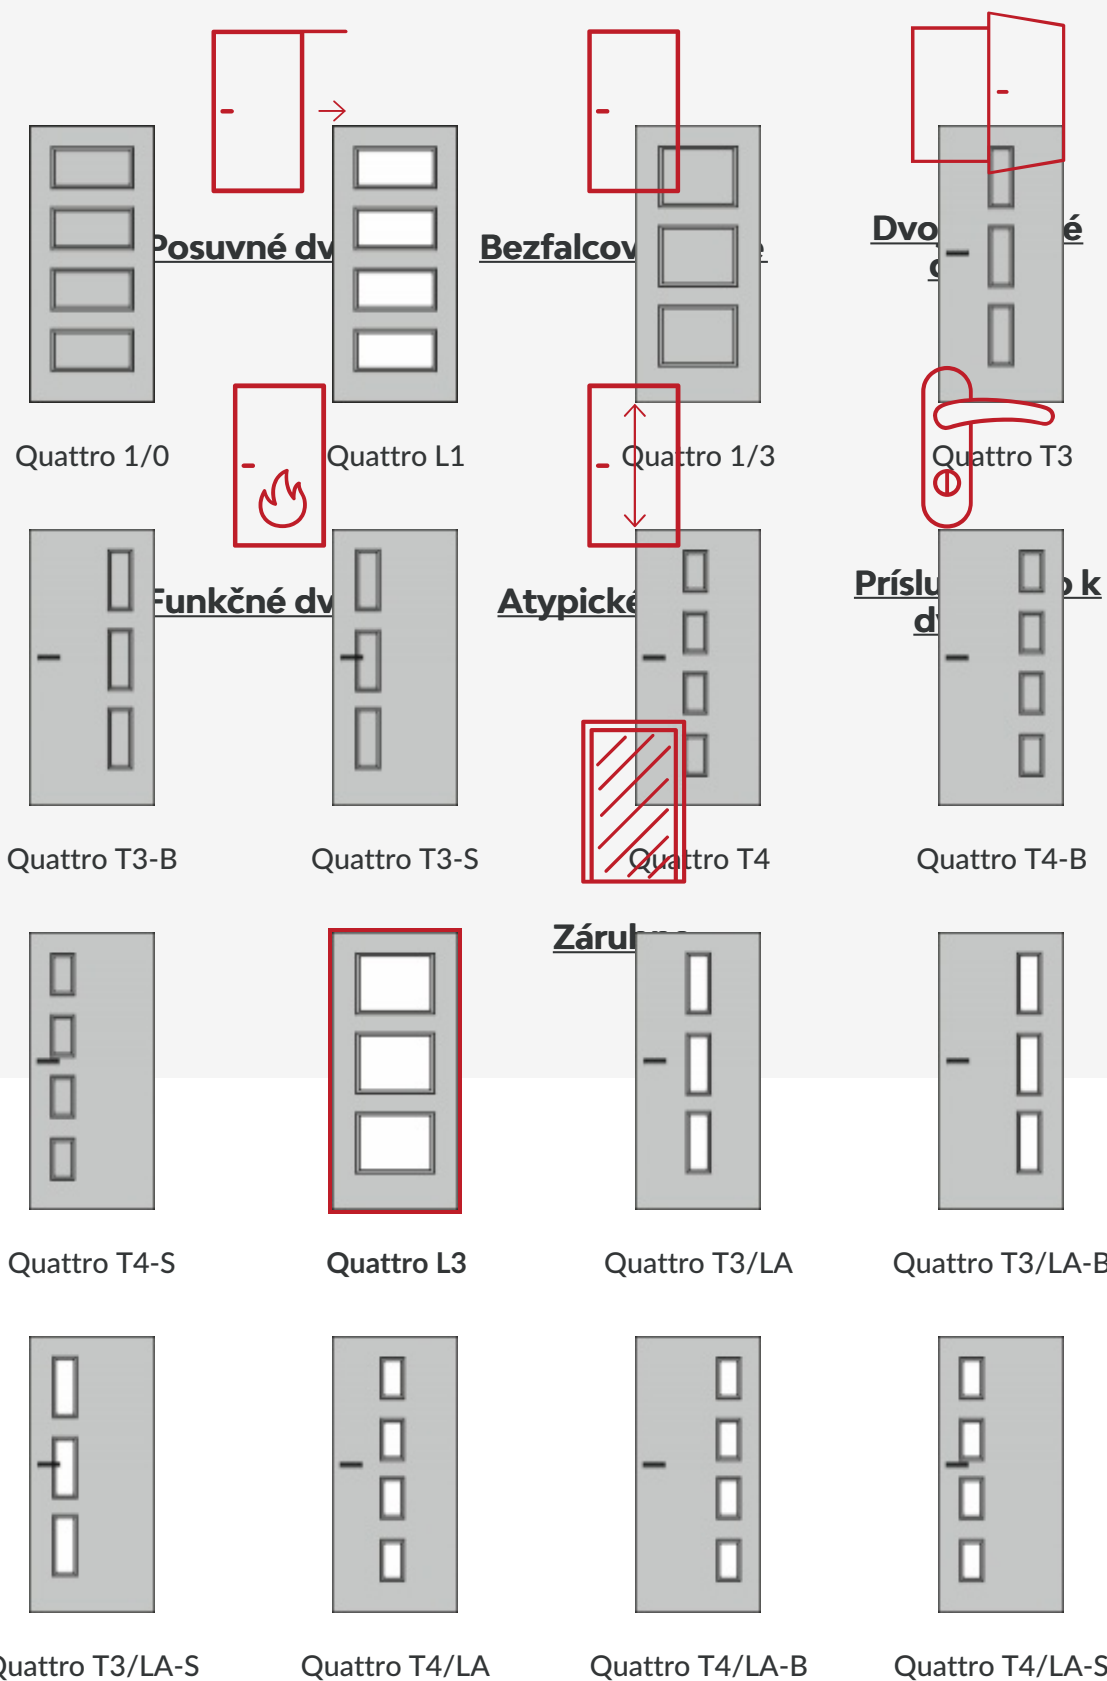 Posuvné dv
Bezfalcov
Dvo é
Quattro 1/0
Quattro L1
Quattro 1/3
Quattro T3
Funkčné dv
Atypické
Príslu o k
Quattro T3-B
Quattro T3-S
Quattro T4
Quattro T4-B
Quattro T4-S
Quattro L3
Quattro T3/LA
Quattro T3/LA-B
Quattro T3/LA-S
Quattro T4/LA
Quattro T4/LA-B
Quattro T4/LA-S